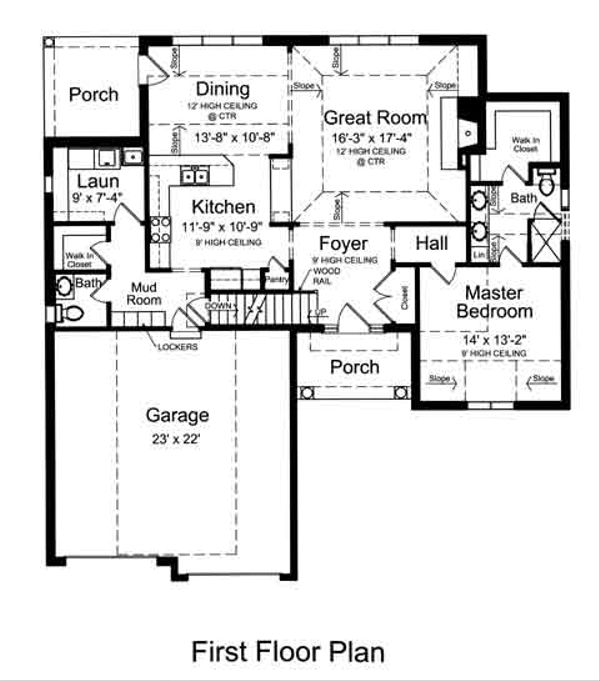 Porch
Slope
Dining
12' HIGH CEILING
@ CTR
13'-8" x 10'-8"
Slope
Slope
Slope
Slope
Great Room
16'-3" x 17'-4"
12' HIGH CEILING
@ CTR
Slope
Walk In
Closet
Laun
9' x 7'-4"
Kitchen
11'-9" x 10'-9"
9' HIGH CEILING
Slope
Bath
Slope
Lin
Foyer
9' HIGH CEILING
Hall
Walk In
Closet
Bath
Mud
Room
Pantry
WOOD
RAIL
Closet
DOWN
UP
LOCKERS
Master
Bedroom
14' x 13'-2"
9' HIGH CEILING
Slope
Slope
Porch
Garage
23' x 22'
First Floor Plan